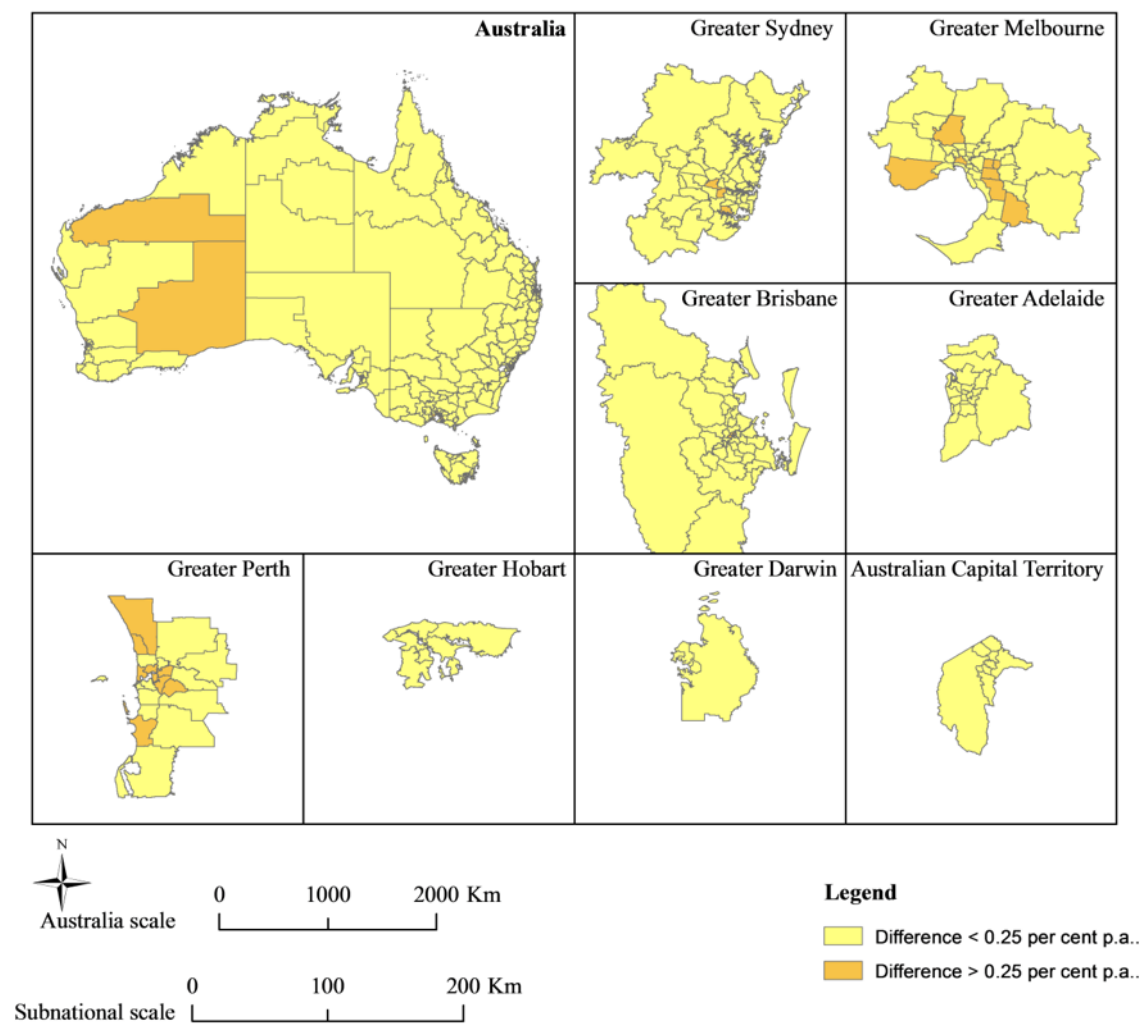 Australia
Greater Sydney
Greater Melbourne
Greater Brisbane
Greater Adelaide
Greater Perth
Greater Hobart
Greater Darwin
Australian Capital Territory
N
0 1000 2000 Km
Australia scale
0 100 200 Km
Subnational scale
Legend
Difference < 0.25 per cent p.a..
Difference > 0.25 per cent p.a..